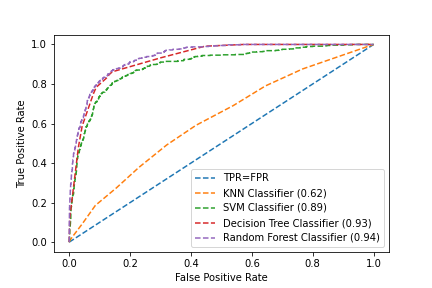 1.0
0.8
0.6
0.4
0.2
0.0
True Positive Rate
TPR=FPR
KNN Classifier (0.62)
SVM Classifier (0.89)
Decision Tree Classifier (0.93)
Random Forest Classifier (0.94)
0.0 0.2 0.4 0.6 0.8 1.0
False Positive Rate